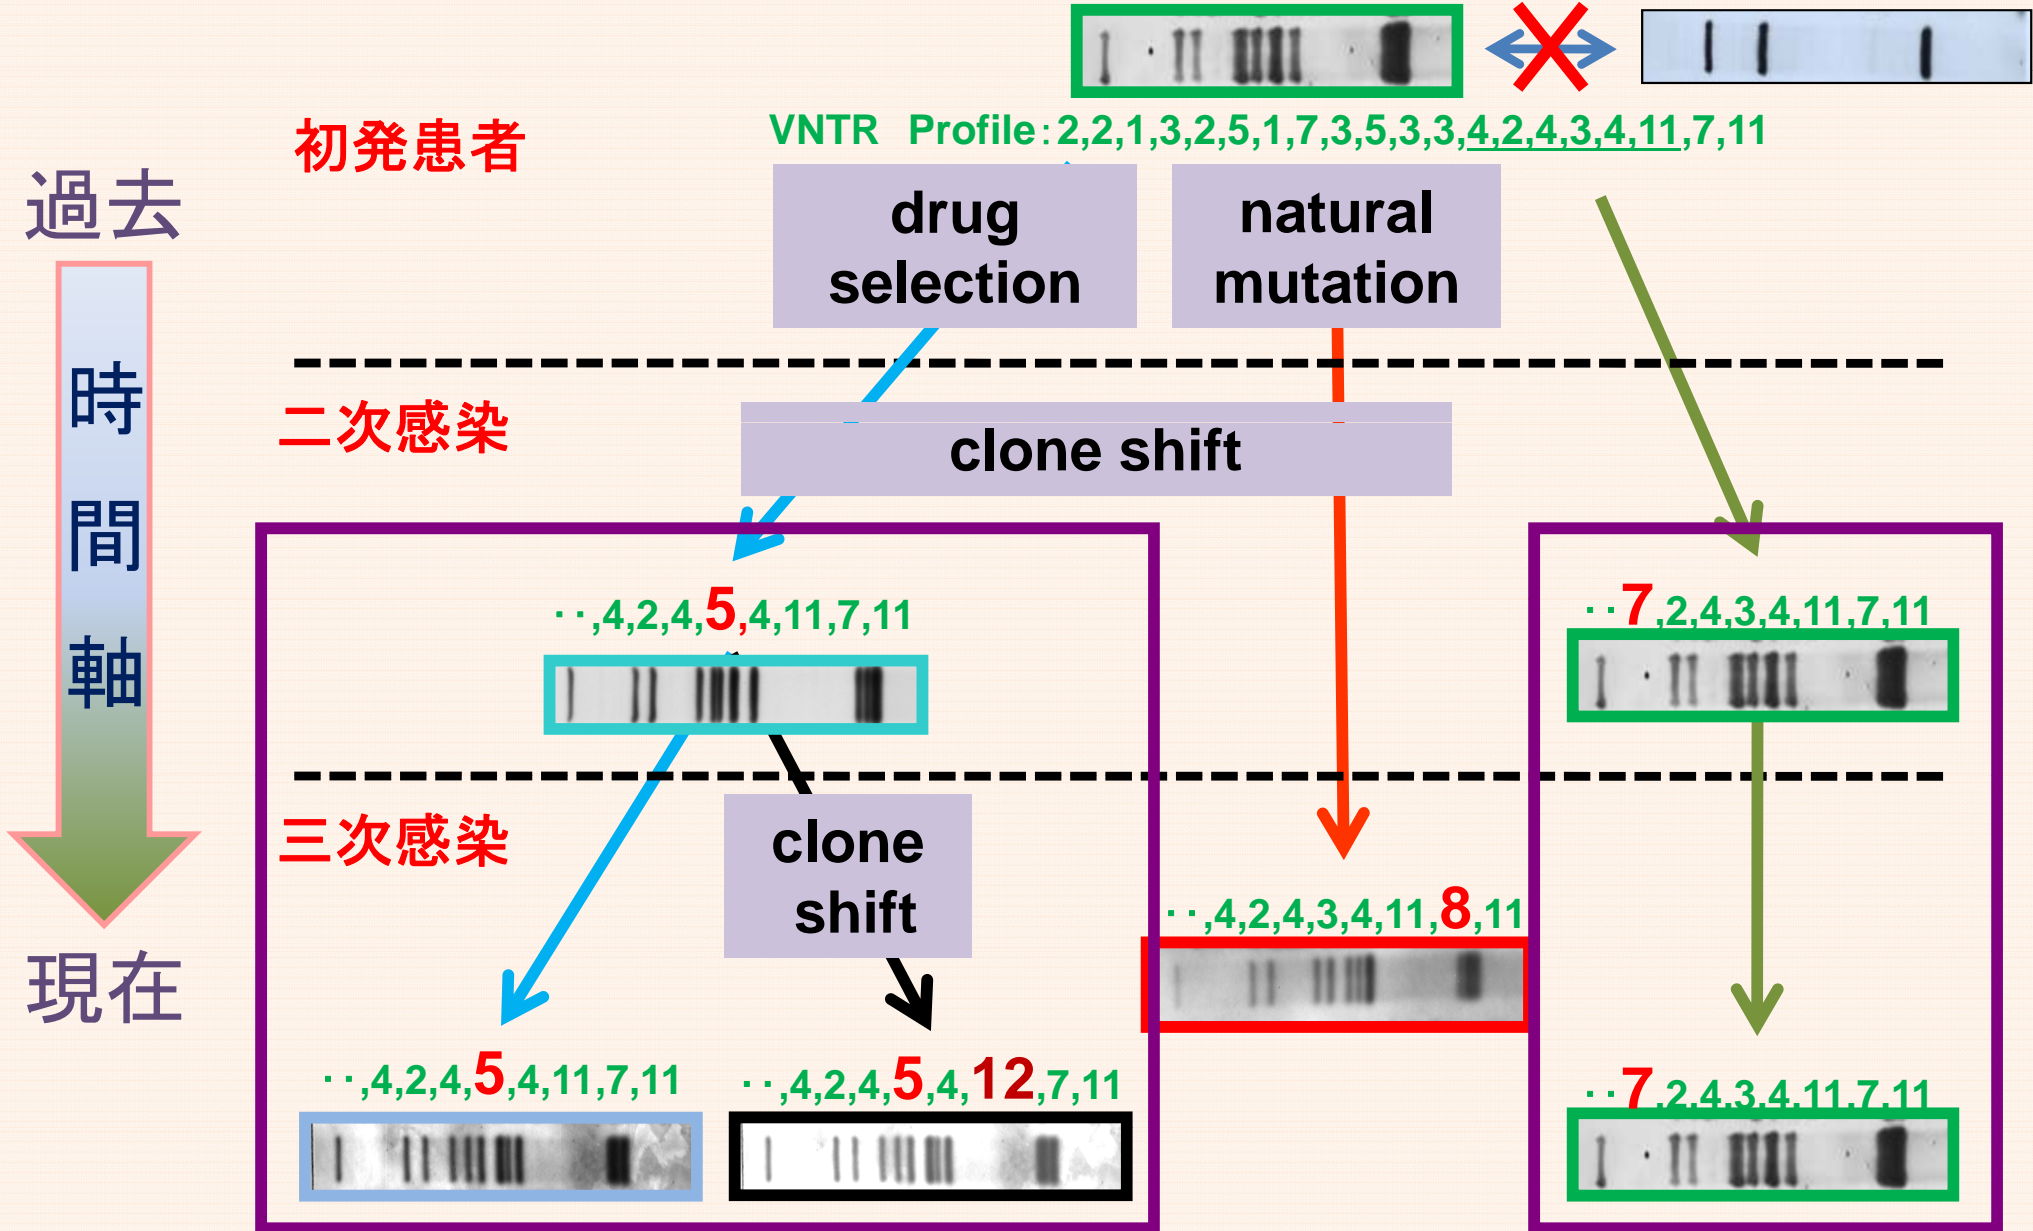 初発患者
VNTR Profile:2,2,1,3,2,5,1,7,3,5,3,3,4,2,4,3,4,11,7,11
過去
drug
selection
natural
mutation
時
間
軸
二次感染
clone shift
‥,4,2,4,5,4,11,7,11
‥7,2,4,3,4,11,7,11
三次感染
clone
shift
‥,4,2,4,3,4,11,8,11
現在
‥,4,2,4,5,4,11,7,11
‥,4,2,4,5,4,12,7,11
‥7,2,4,3,4,11,7,11